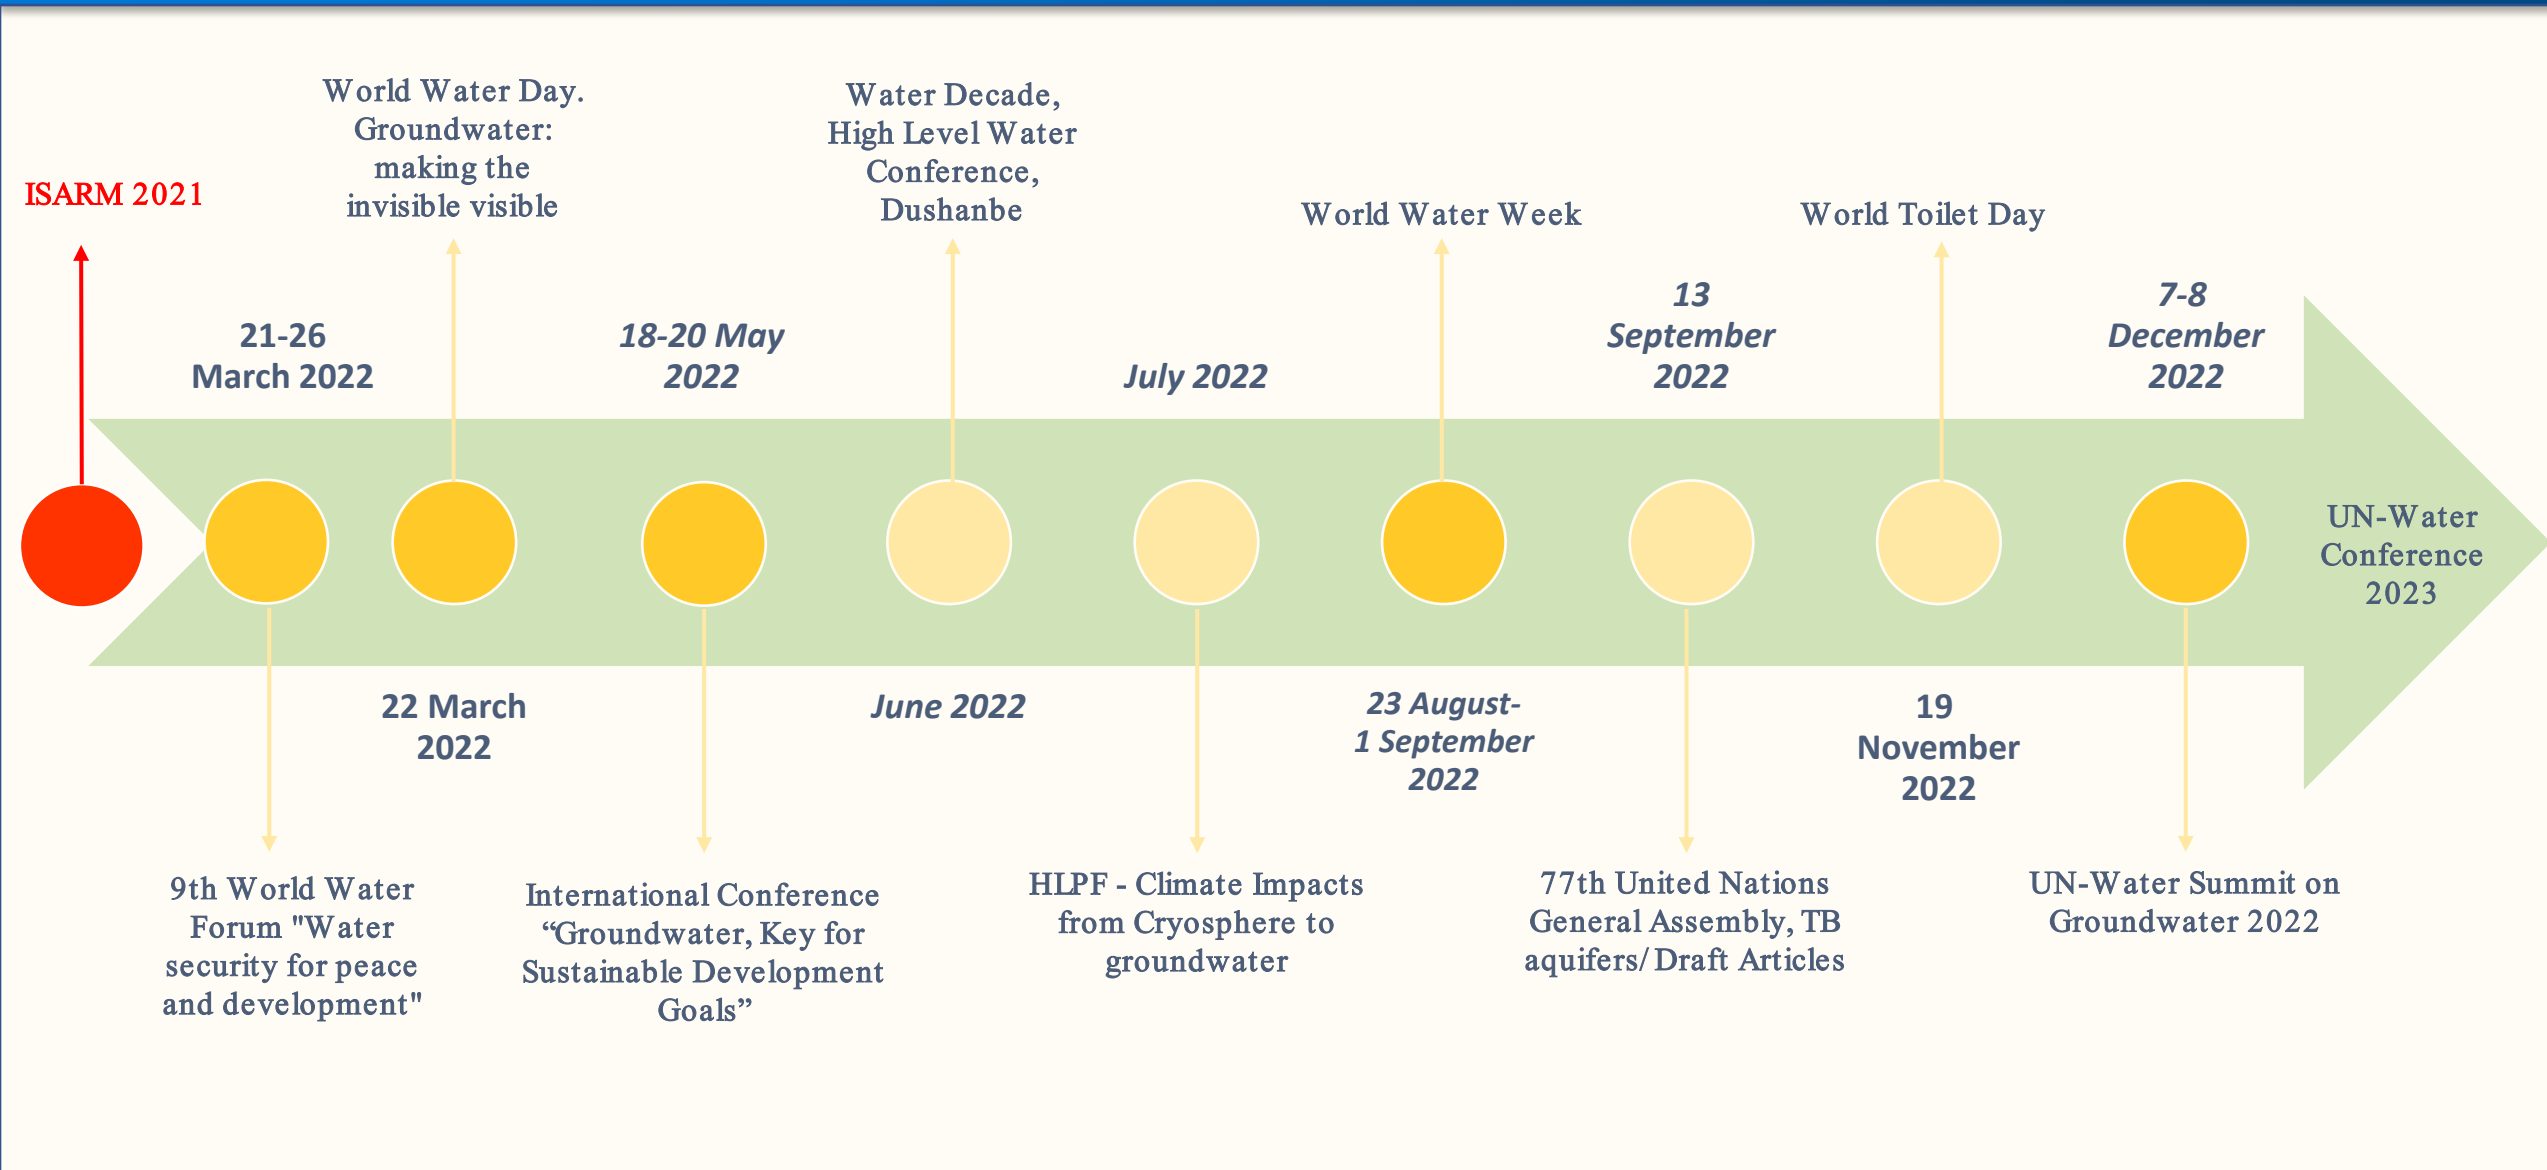 ISARM 2021
21-26
March 2022
9th World Water
Forum "Water
security for peace
and development"
World Water Day.
Groundwater:
making the
invisible visible
22 March
2022
18-20 May
2022
International Conference
“Groundwater, Key for
Sustainable Development
Goals”
Water Decade,
High Level Water
Conference,
Dushanbe
June 2022
July 2022
HLPF - Climate Impacts
from Cryosphere to
groundwater
World Water Week
23 August-
1 September
2022
13
September
2022
77th United Nations
General Assembly, TB
aquifers/ Draft Articles
World Toilet Day
19
November
2022
7-8
December
2022
UN-Water Summit on
Groundwater 2022
UN-Water
Conference
2023